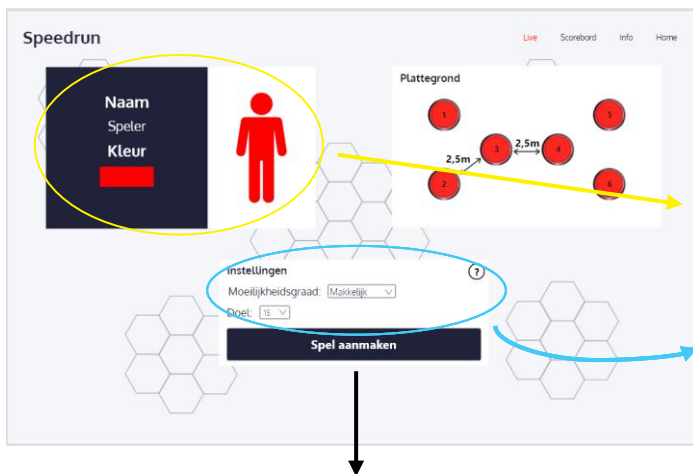 Speedrun
Live Scorebord Info Home
Naam
Speler
Kleur
Plattegrond
1
5
3
2,5m
4
2,5m
2
6
Instellingen
?
Moeilijkheidsgraad: Makkelijk
Doel: 15
Spel aanmaken